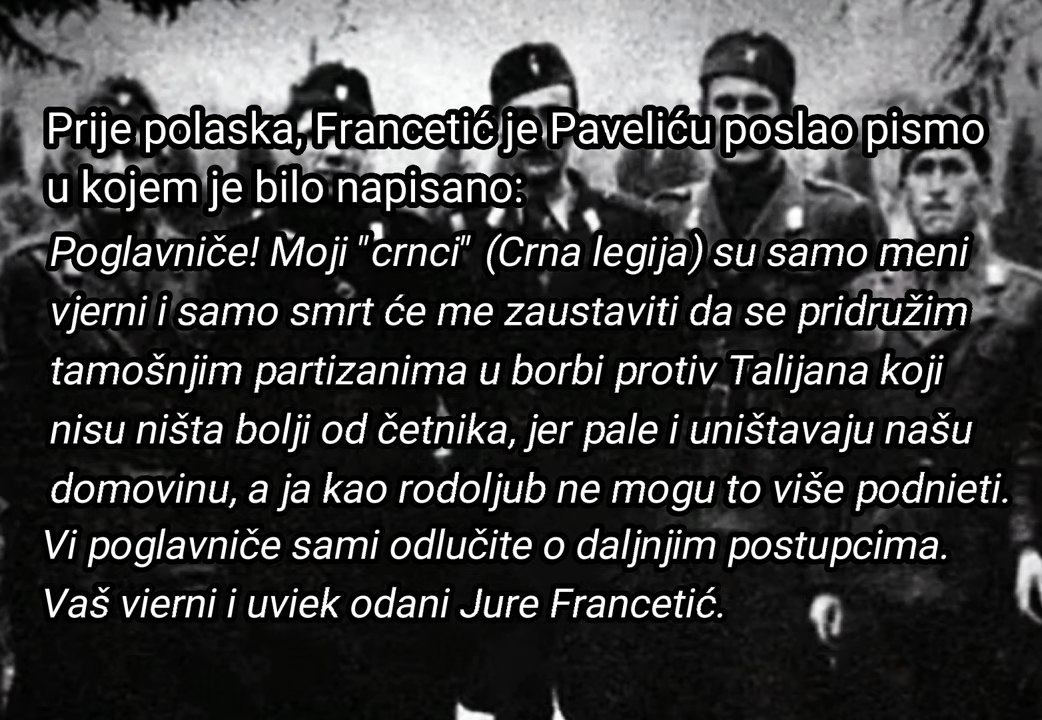 Prije polaska, Francetić je Paveliću poslao pismo
u kojem je bilo napisano:
Poglavniče! Moji "crnci" (Crna legija) su samo meni
vjerni i samo smrt će me zaustaviti da se pridružim
tamošnjim partizanima u borbi protiv Talijana koji
nisu ništa bolji od četnika, jer pale i uništavaju našu
domovinu, a ja kao rodoljub ne mogu to više podnieti.
Vi poglavniče sami odlučite o daljnjim postupcima.
Vaš vierni i uviek odani Jure Francetić.